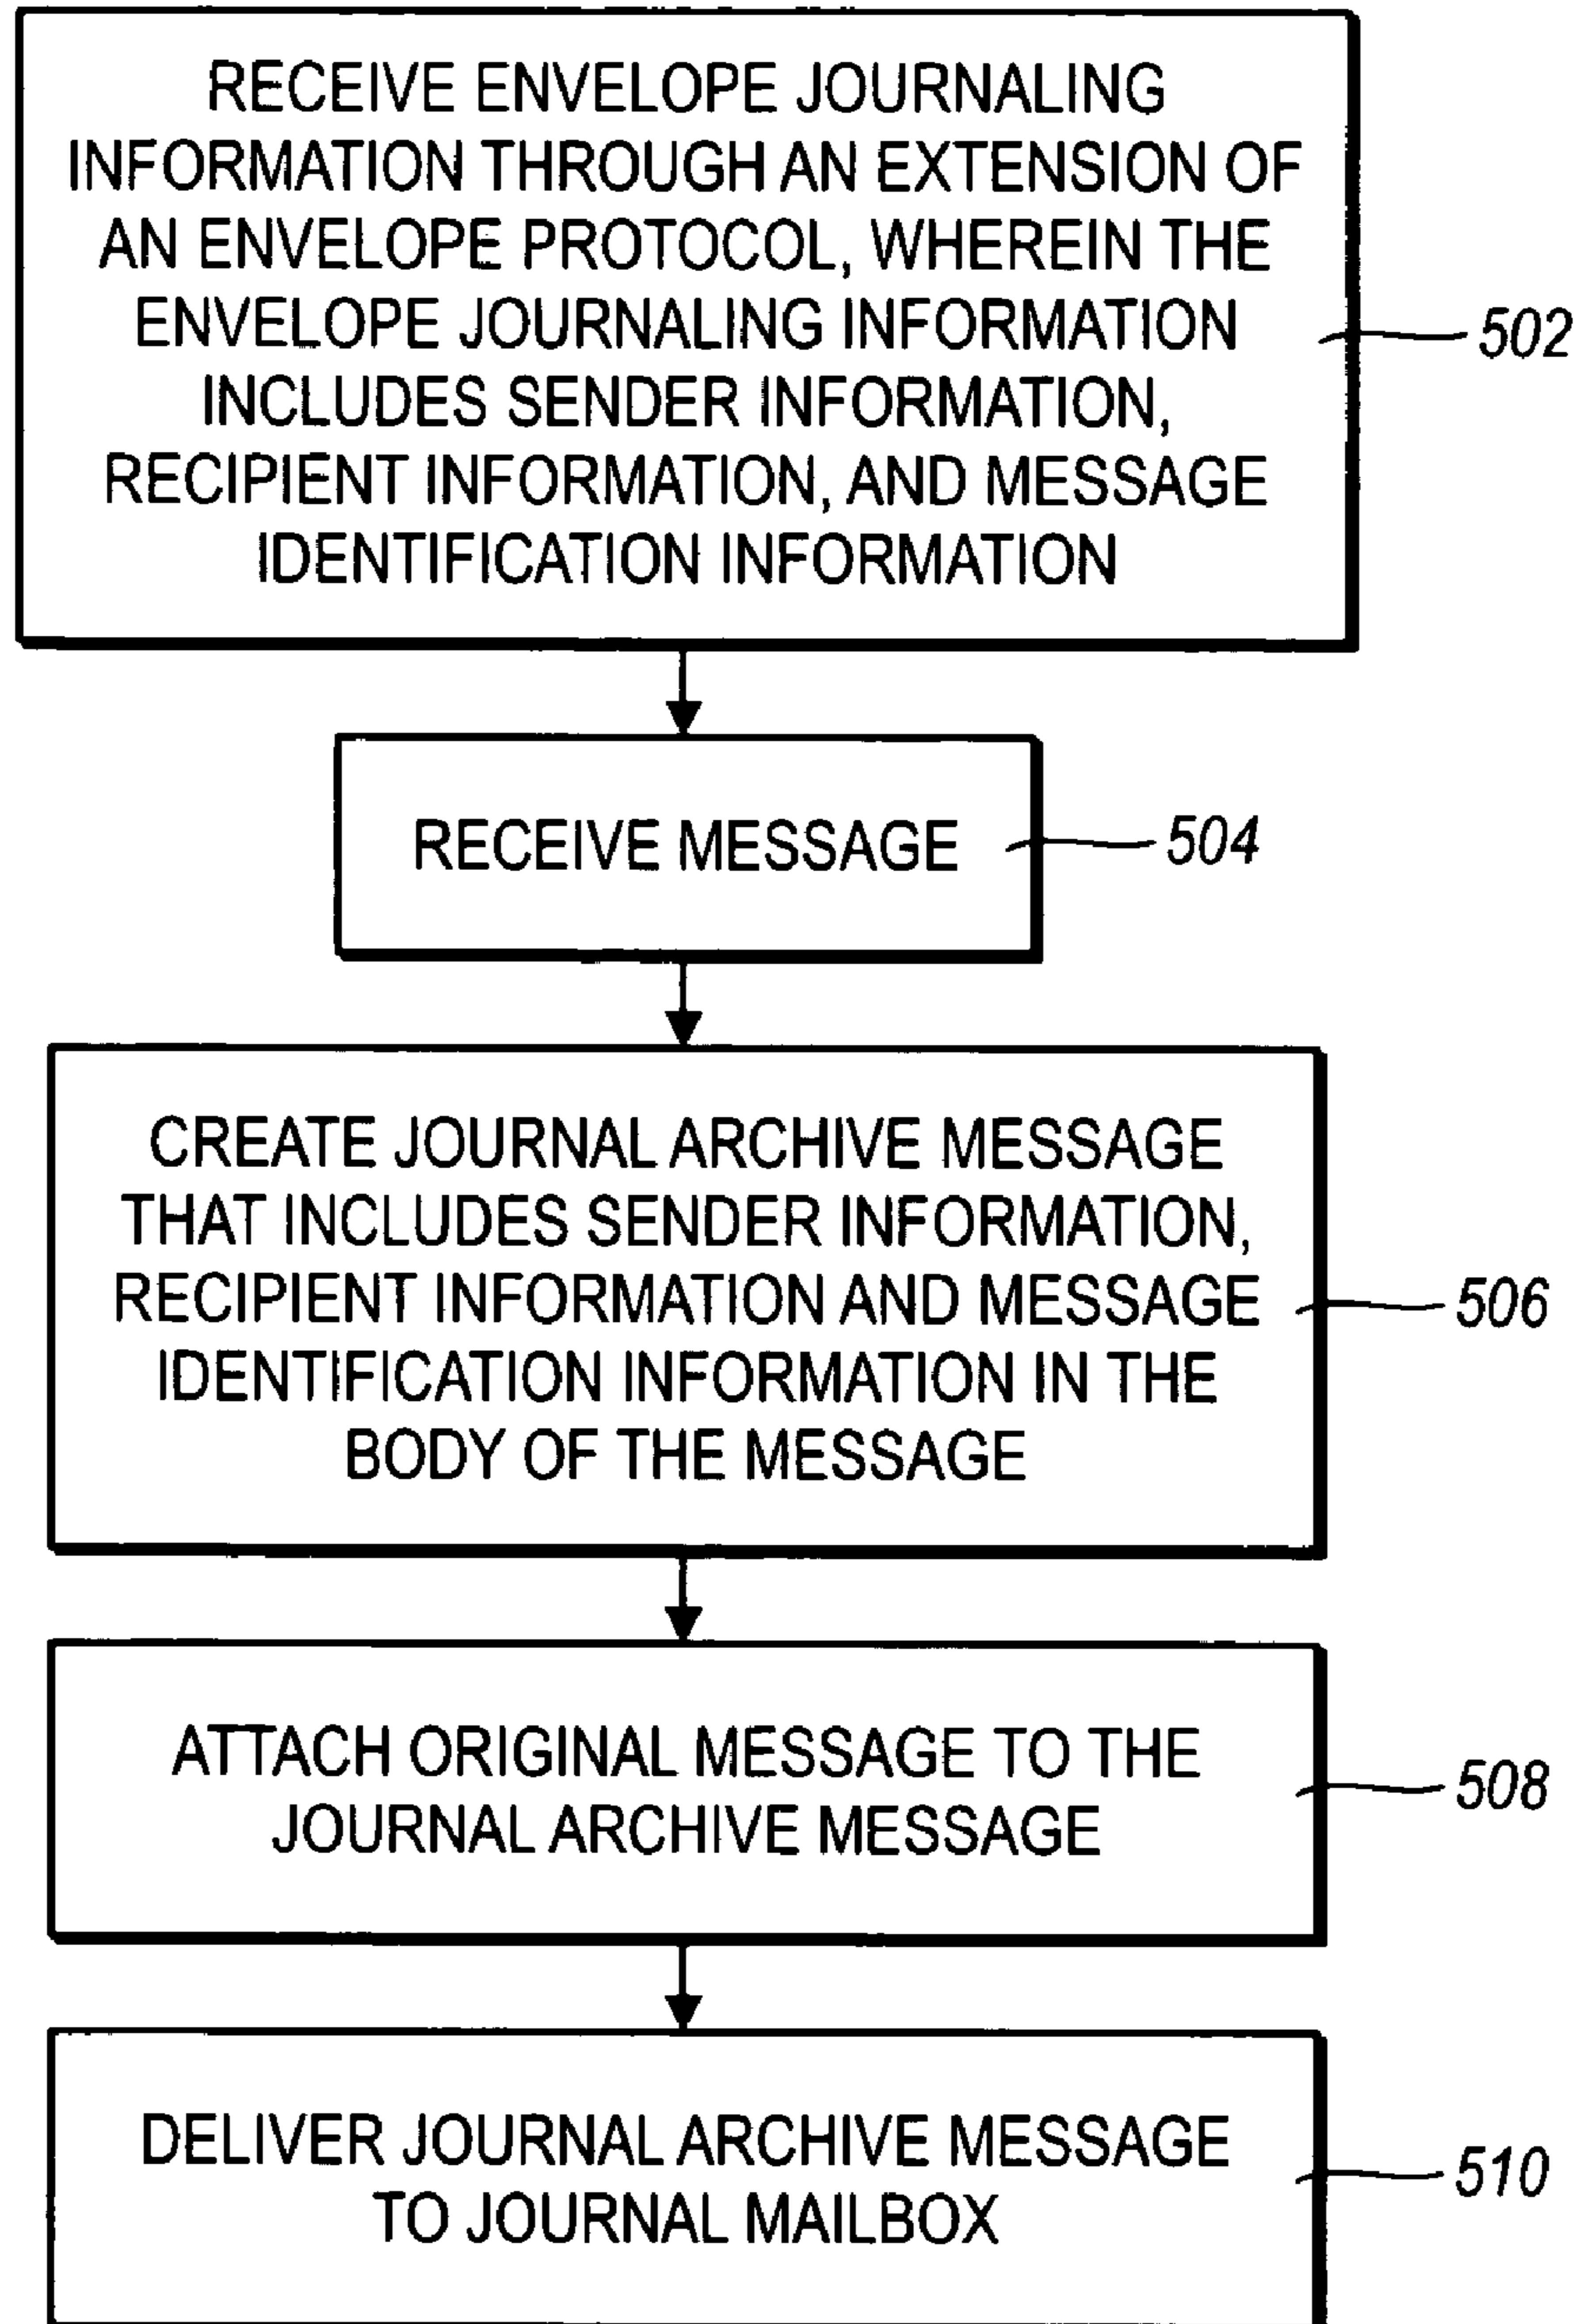 RECEIVE ENVELOPE JOURNALING
INFORMATION THROUGH AN EXTENSION OF
AN ENVELOPE PROTOCOL, WHEREIN THE
ENVELOPE JOURNALING INFORMATION
INCLUDES SENDER INFORMATION,
RECIPIENT INFORMATION, AND MESSAGE
IDENTIFICATION INFORMATION
502
RECEIVE MESSAGE
504
CREATE JOURNAL ARCHIVE MESSAGE
THAT INCLUDES SENDER INFORMATION,
RECIPIENT INFORMATION AND MESSAGE
IDENTIFICATION INFORMATION IN THE
BODY OF THE MESSAGE
506
ATTACH ORIGINAL MESSAGE TO THE
JOURNAL ARCHIVE MESSAGE
508
DELIVER JOURNAL ARCHIVE MESSAGE
TO JOURNAL MAILBOX
510